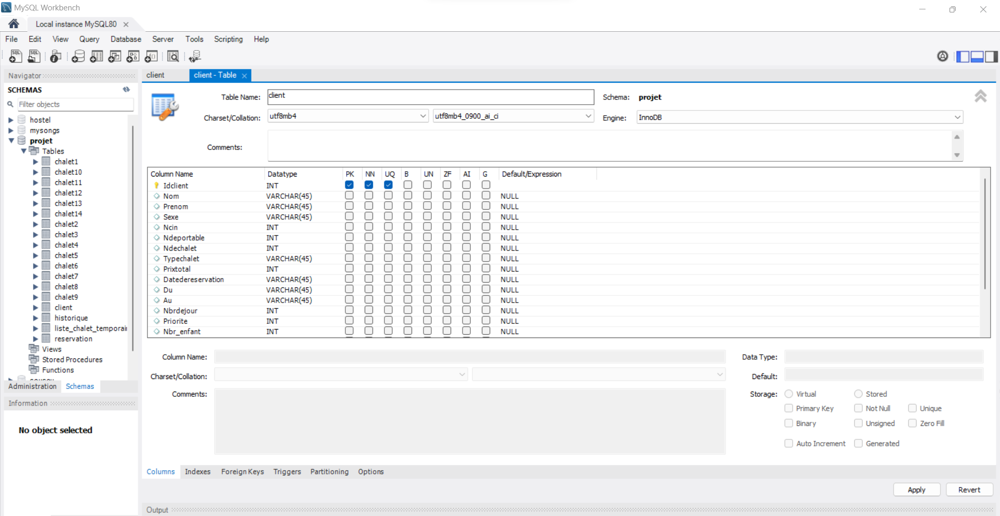 MySQL Workbench
Local instance MySQL80
File Edit View Query Database Server Tools Scripting Help
Navigator
SCHEMAS
Filter objects
hostel
mysongs
projet
Tables
chalet1
chalet10
chalet11
chalet12
chalet13
chalet14
chalet2
chalet3
chalet4
chalet5
chalet6
chalet7
chalet8
chalet9
client
historique
liste_chalet_temporair
reservation
Views
Stored Procedures
Functions
Administration Schemas
Information
No object selected
client client - Table
Table Name: client Schema: projet
Charset/Collation: utf8mb4 utf8mb4_0900_ai_ci Engine: InnoDB
Comments:
Column Name Datatype PK NN UQ B UN ZF AI G Default/Expression
Idclient INT
Nom VARCHAR(45) NULL
Prenom VARCHAR(45) NULL
Sexe VARCHAR(45) NULL
Ncin INT NULL
Ndeportable INT NULL
Ndechalet INT NULL
Typechalet VARCHAR(45) NULL
Prixtotal INT NULL
Datedereservation VARCHAR(45) NULL
Du VARCHAR(45) NULL
Au VARCHAR(45) NULL
Nbrdejour INT NULL
Priorite INT NULL
Nbr_enfant INT NULL
Column Name: Data Type:
Charset/Collation: Default:
Comments: Storage: Virtual Stored
Primary Key Not Null Unique
Binary Unsigned Zero Fill
Auto Increment Generated
Columns Indexes Foreign Keys Triggers Partitioning Options
Apply Revert
Output